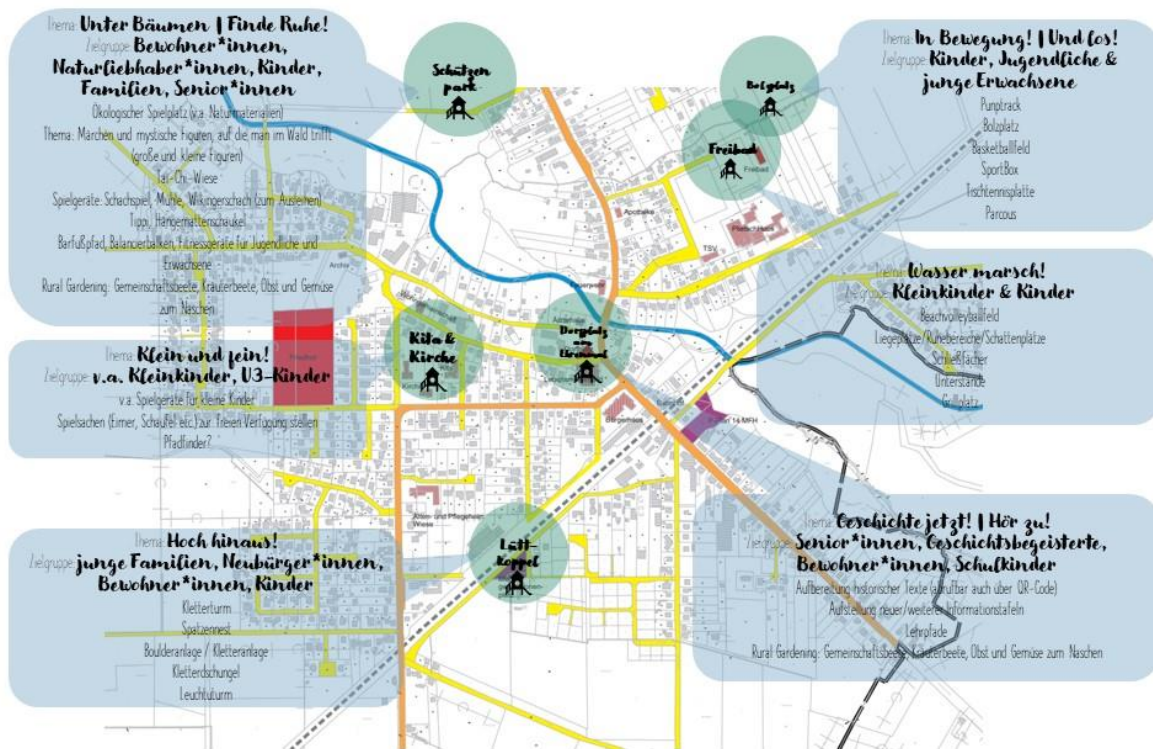 Thema: Unter Bäumen | Finde Ruhe!
Zielgruppe: Bewohner*innen,
Naturliebhaber*innen, Kinder,
Familien, Senior*innen
Ökologischer Spielplatz (v.a. Naturmaterialien)
Thema: Märchen und mystische Figuren, auf die man im Wald trifft
(große und kleine Figuren)
Tai-Chi-Wiese
Spielgeräte: Schachspiel, Mühle, Wikingerschach (zum Ausleihen)
Tippi, Hängemattenschaukel
Barfußpfad, Balancierbalken, Fitnessgeräte für Jugendliche und
Erwachsene
Rural Gardening: Gemeinschaftsbeete, Kräuterbeete, Obst und Gemüse
zum Naschen
Schützen
park
Bolzplatz
Freibad
Freibad
Thema: In Bewegung! | Und los!
Zielgruppe: Kinder, Jugendliche &
junge Erwachsene
Punptrack
Bolzplatz
Basketballfeld
SportBox
Tischtennisplatte
Parcous
Apotheke
TSV
Feuerwehr
Archiv
Thema: Wasser marsch!
Zielgruppe: Kleinkinder & Kinder
Beachvolleyballfeld
Liegeplätze/Ruhebereiche/Schattenplätze
Schließfächer
Unterstände
Grillplatz
Kita &
Kirche
Dorfplatz
am
Ehrenmal
Thema: Klein und fein!
Zielgruppe: v.a. Kleinkinder, U3-Kinder
v.a. Spielgeräte für kleine Kinder
Spielsachen (Eimer, Schaufel etc.) zur freien Verfügung stellen
Pfadfinder?
Friedhof
Bürgerhaus
14 MFH
Alten- und Pflegeheim
Wiese
Lütt-
koppel
Thema: Hoch hinaus!
Zielgruppe: junge Familien, Neubürger*innen,
Bewohner*innen, Kinder
Kletterturm
Spatzennest
Boulderanlage / Kletteranlage
Kletterdschungel
Leuchtuturm
Thema: Geschichte jetzt! | Hör zu!
Zielgruppe: Senior*innen, Geschichtsbegeisterte,
Bewohner*innen, Schulkinder
Aufbereitung historischer Texte (abrufbar auch über QR-Code)
Aufstellung neuer/weiterer Informationstafeln
Lehrpfade
Rural Gardening: Gemeinschaftsbeete, Kräuterbeete, Obst und Gemüse zum Naschen